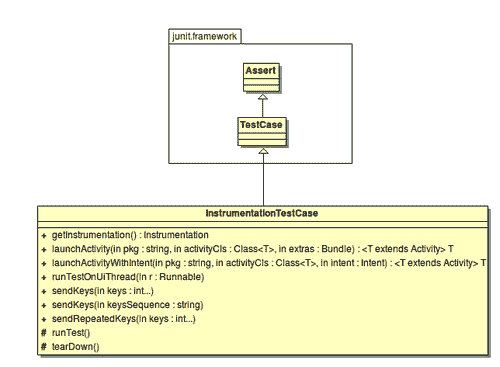 junit.framework
Assert
TestCase
InstrumentationTestCase
+ getInstrumentation() : Instrumentation
+ launchActivity(in pkg : string, in activityCls : Class<T>, in extras : Bundle) : <T extends Activity> T
+ launchActivityWithIntent(in pkg : string, in activityCls : Class<T>, in intent : Intent) : <T extends Activity> T
+ runTestOnUiThread(in r : Runnable)
+ sendKeys(in keys : int...)
+ sendKeys(in keysSequence : string)
+ sendRepeatedKeys(in keys : int...)
# runTest()
# tearDown()